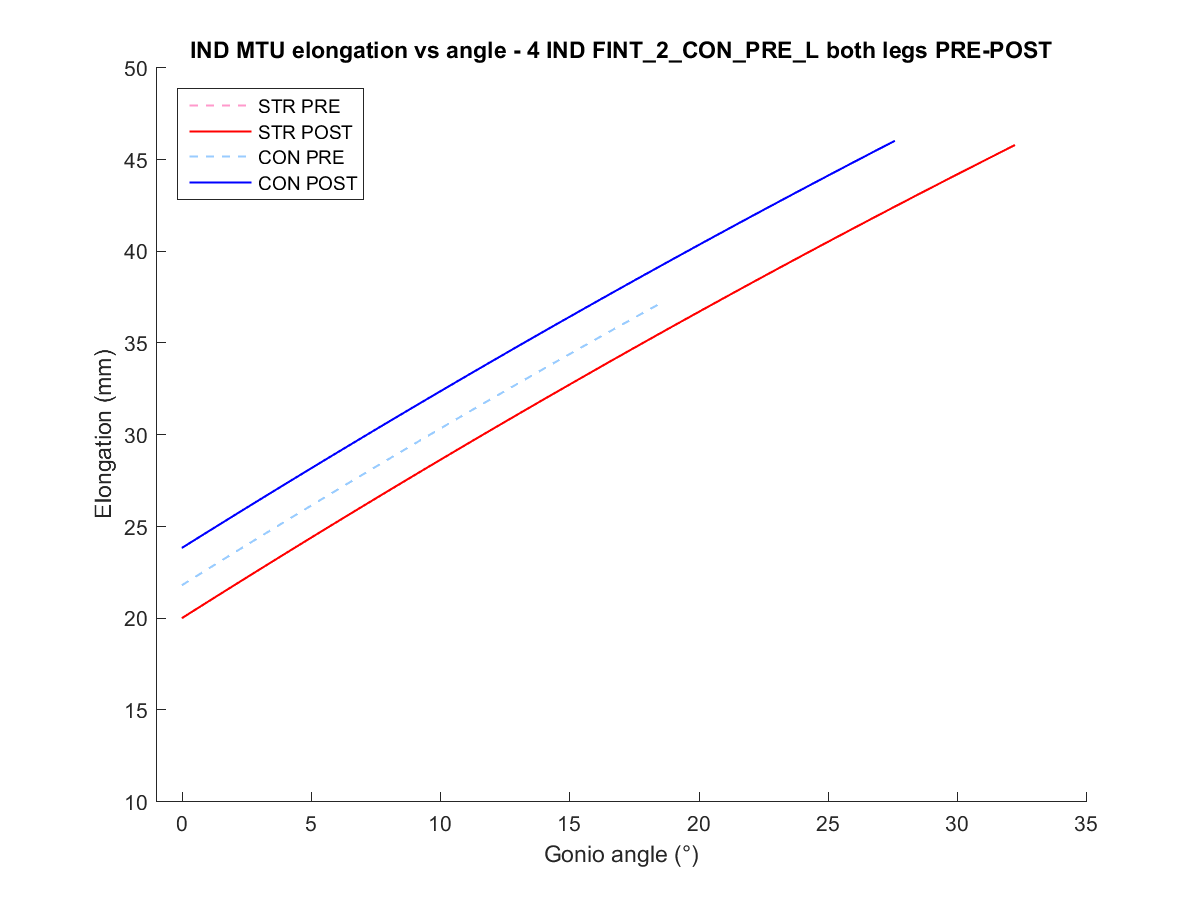 IND MTU elongation vs angle - 4 IND FINT_2_CON_PRE_L both legs PRE-POST
50
45
40
35
30
25
20
15
10
STR PRE
STR POST
CON PRE
CON POST
Elongation (mm)
0 5 10 15 20 25 30 35
Gonio angle (°)